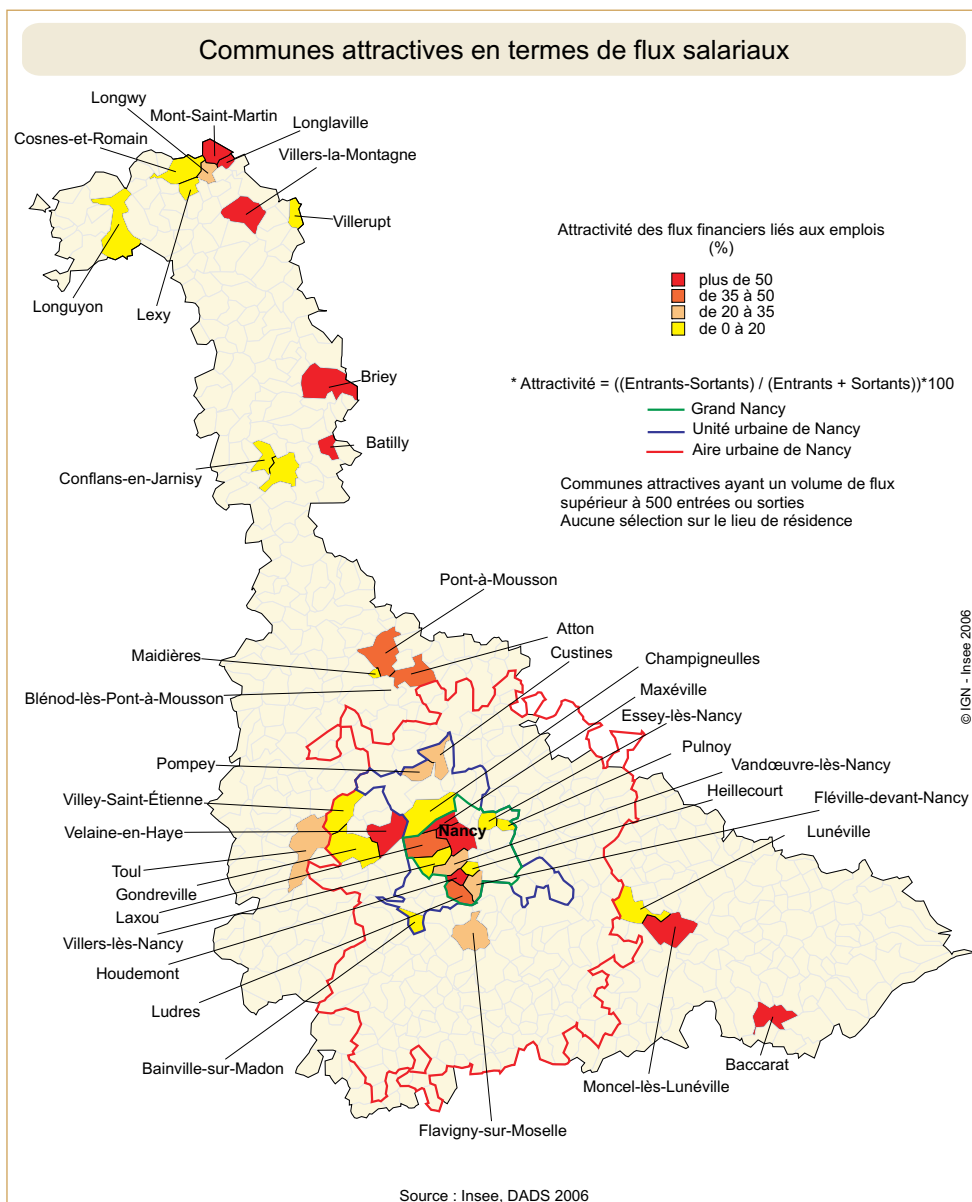 Communes attractives en termes de flux salariaux
Longwy
Mont-Saint-Martin
Longlaville
Cosnes-et-Romain
Villers-la-Montagne
Villerupt
Longuyon
Lexy
Attractivité des flux financiers liés aux emplois
(%)
plus de 50
de 35 à 50
de 20 à 35
de 0 à 20
* Attractivité = ((Entrants-Sortants) / (Entrants + Sortants))*100
Grand Nancy
Unité urbaine de Nancy
Aire urbaine de Nancy
Communes attractives ayant un volume de flux
supérieur à 500 entrées ou sorties
Aucune sélection sur le lieu de résidence
Briey
Batilly
Conflans-en-Jarnisy
Pont-à-Mousson
Atton
Custines
Maidières
Champigneulles
Blénod-lès-Pont-à-Mousson
Maxéville
Essey-lès-Nancy
Pulnoy
Pompey
Vandœuvre-lès-Nancy
Heillecourt
Villey-Saint-Étienne
Fléville-devant-Nancy
Velaine-en-Haye
Nancy
Lunéville
Toul
Gondreville
Laxou
Villers-lès-Nancy
Houdemont
Ludres
Bainville-sur-Madon
Baccarat
Moncel-lès-Lunéville
Flavigny-sur-Moselle
© IGN - Insee 2006
Source : Insee, DADS 2006